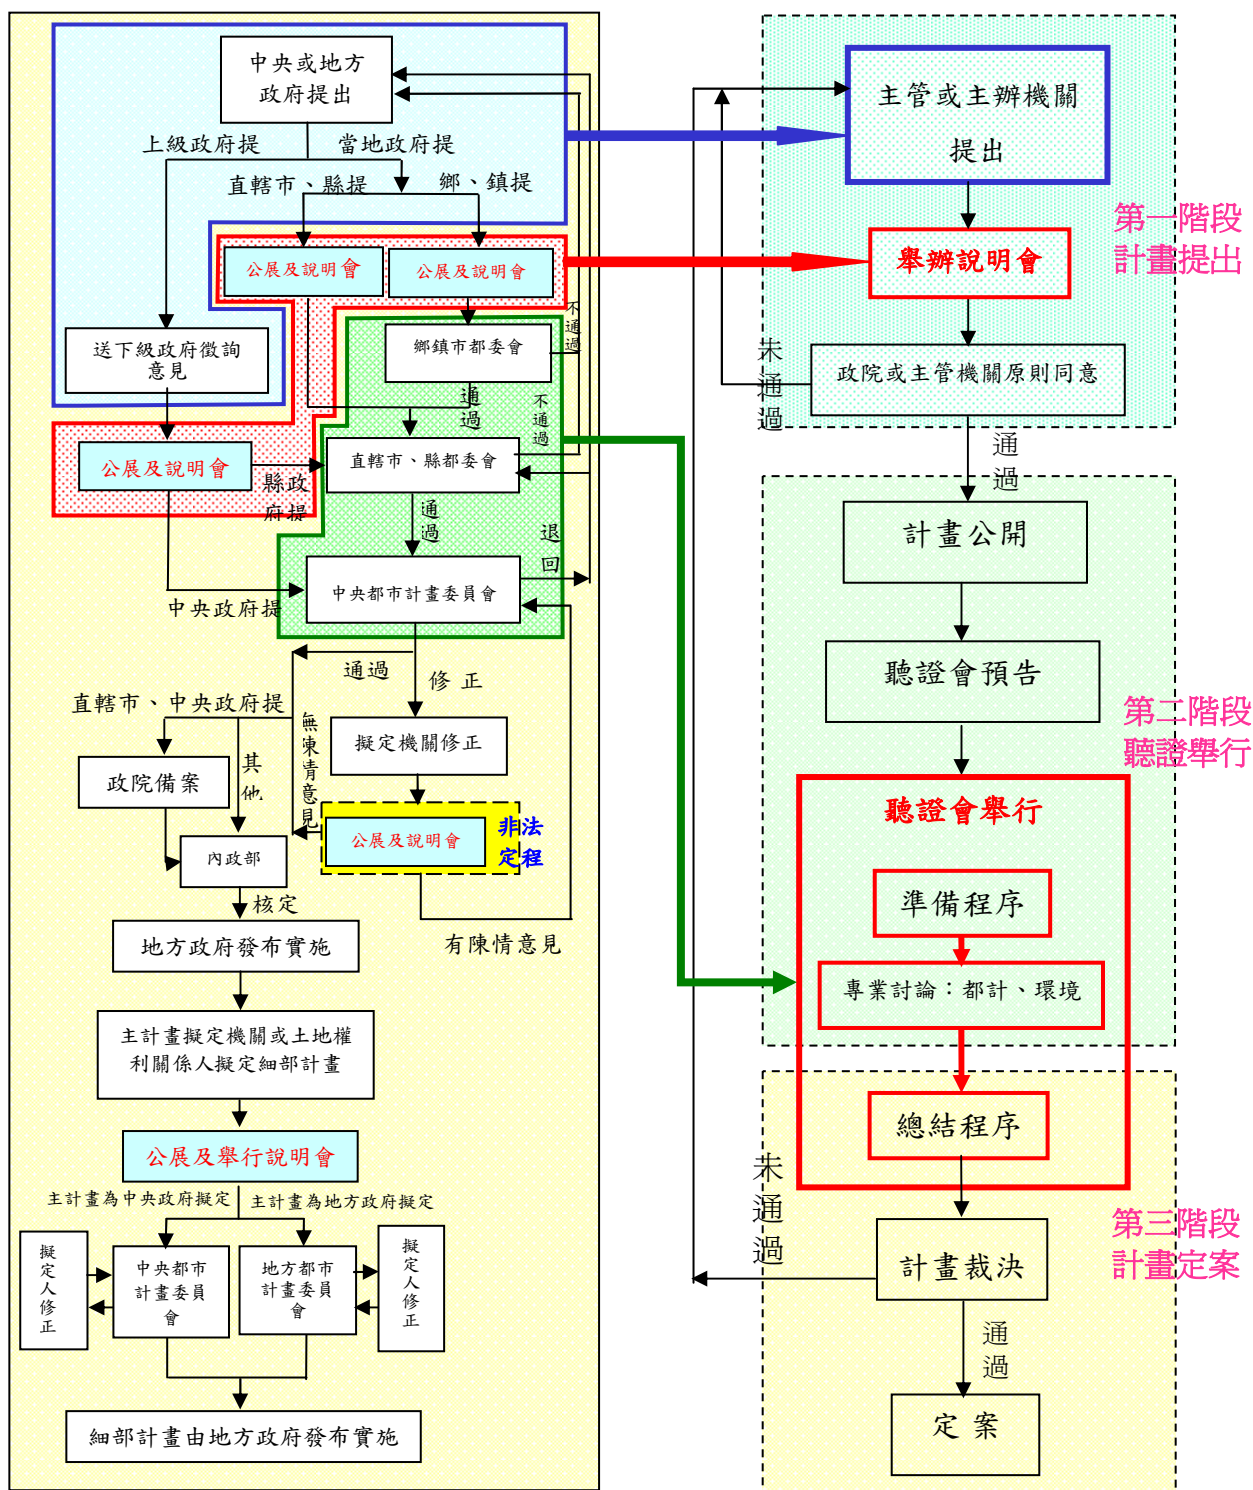 中央或地方
政府提出
上級政府提
當地政府提
直轄市、縣提
鄉、鎮提
公展及說明會
公展及說明會
不通過
送下級政府徵詢
意見
鄉鎮市都委會
通過
不通過
公展及說明會
縣政
府提
直轄市、縣都委會
通過
退回
中央政府提
中央都市計畫委員會
通過
修 正
直轄市、中央政府提
無陳情意見
擬定機關修正
政院備案
其他
公展及說明會
非法
定程
內政部
核定
有陳情意見
地方政府發布實施
主計畫擬定機關或土地權
利關係人擬定細部計畫
公展及舉行說明會
主計畫為中央政府擬定
主計畫為地方政府擬定
擬定人修正
中央都市
計畫委員
會
地方都市
計畫委員
會
擬定人修正
細部計畫由地方政府發布實施
主管或主辦機關
提出
第一階段
計畫提出
舉辦說明會
未通過
政院或主管機關原則同意
通過
計畫公開
聽證會預告
第二階段
聽證舉行
聽證會舉行
準備程序
專業討論：都計、環境
總結程序
未通過
第三階段
計畫定案
計畫裁決
通過
定 案